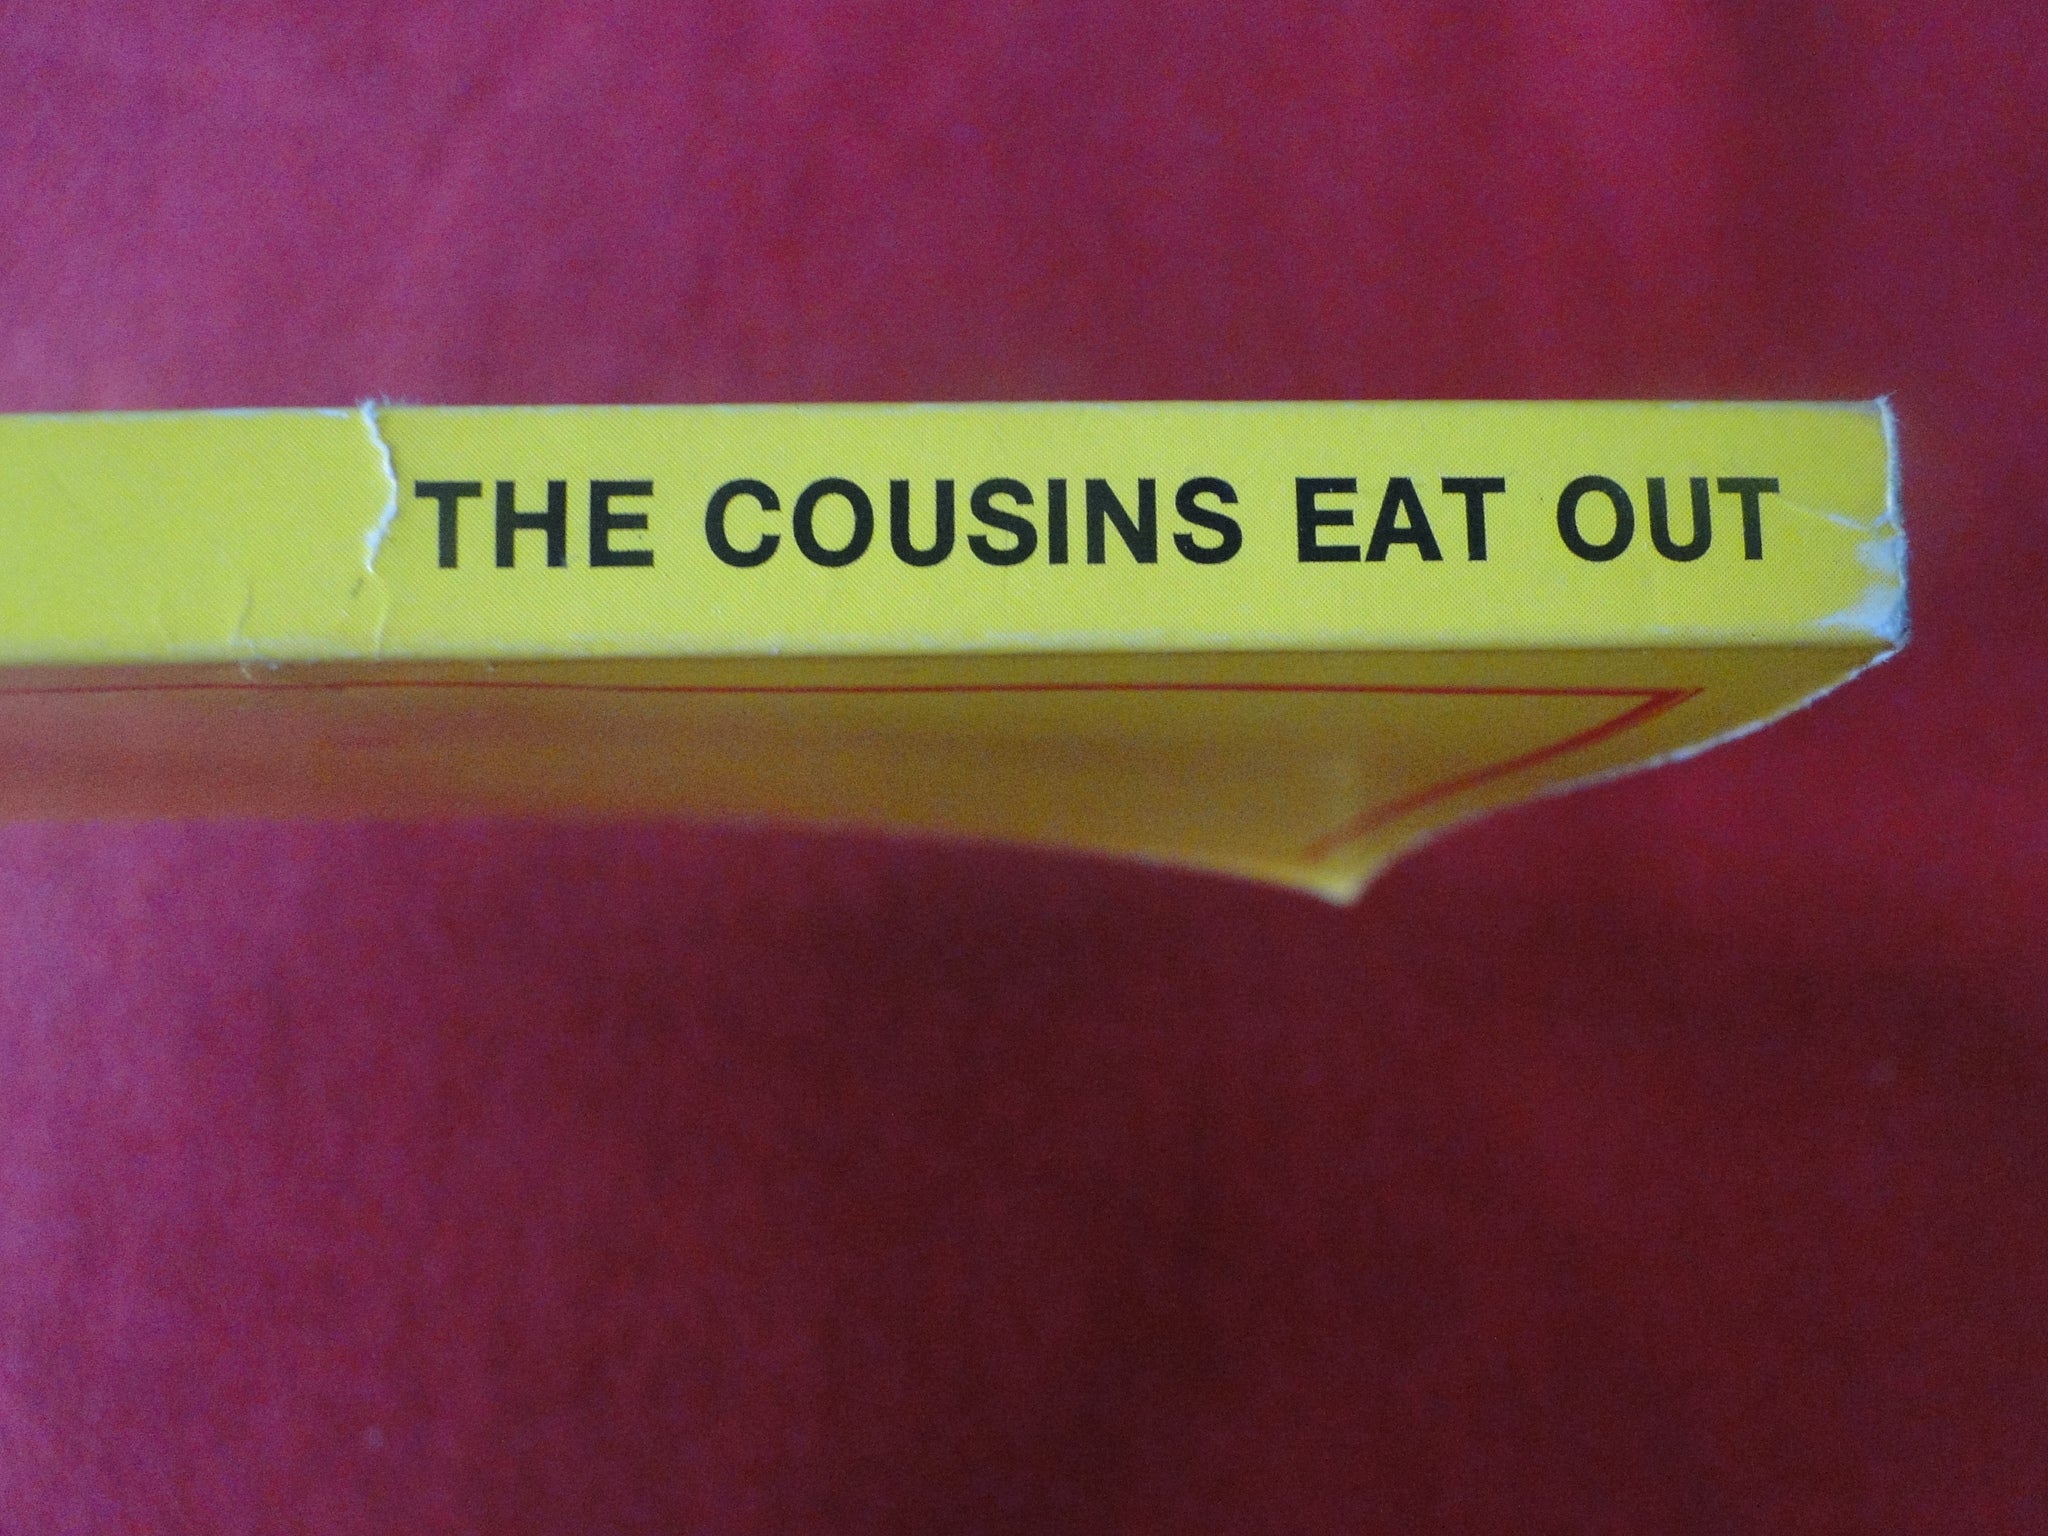 THE COUSINS EAT OUT